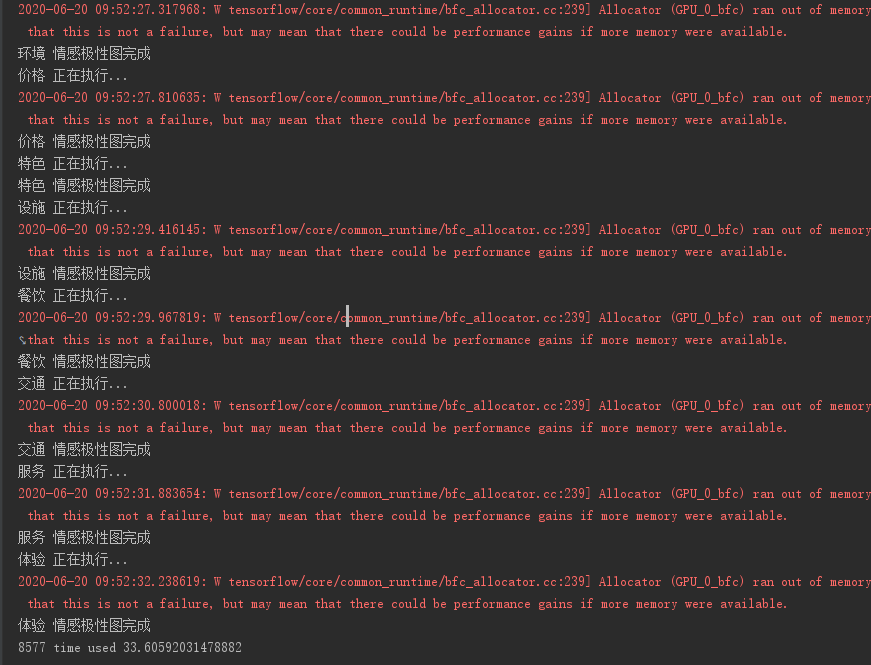 2020-06-20 09:52:27.317968: W tensorflow/core/common_runtime/bfc_allocator.cc:239] Allocator (GPU_0_bfc) ran out of memory
that this is not a failure, but may mean that there could be performance gains if more memory were available.
环境 情感极性图完成
价格 正在执行...
2020-06-20 09:52:27.810635: W tensorflow/core/common_runtime/bfc_allocator.cc:239] Allocator (GPU_0_bfc) ran out of memory
that this is not a failure, but may mean that there could be performance gains if more memory were available.
价格 情感极性图完成
特色 正在执行...
特色 情感极性图完成
设施 正在执行...
2020-06-20 09:52:29.416145: W tensorflow/core/common_runtime/bfc_allocator.cc:239] Allocator (GPU_0_bfc) ran out of memory
that this is not a failure, but may mean that there could be performance gains if more memory were available.
设施 情感极性图完成
餐饮 正在执行...
2020-06-20 09:52:29.967819: W tensorflow/core/common_runtime/bfc_allocator.cc:239] Allocator (GPU_0_bfc) ran out of memory
that this is not a failure, but may mean that there could be performance gains if more memory were available.
餐饮 情感极性图完成
交通 正在执行...
2020-06-20 09:52:30.800018: W tensorflow/core/common_runtime/bfc_allocator.cc:239] Allocator (GPU_0_bfc) ran out of memory
that this is not a failure, but may mean that there could be performance gains if more memory were available.
交通 情感极性图完成
服务 正在执行...
2020-06-20 09:52:31.883654: W tensorflow/core/common_runtime/bfc_allocator.cc:239] Allocator (GPU_0_bfc) ran out of memory
that this is not a failure, but may mean that there could be performance gains if more memory were available.
服务 情感极性图完成
体验 正在执行...
2020-06-20 09:52:32.238619: W tensorflow/core/common_runtime/bfc_allocator.cc:239] Allocator (GPU_0_bfc) ran out of memory
that this is not a failure, but may mean that there could be performance gains if more memory were available.
体验 情感极性图完成
8577 time used 33.60592031478882